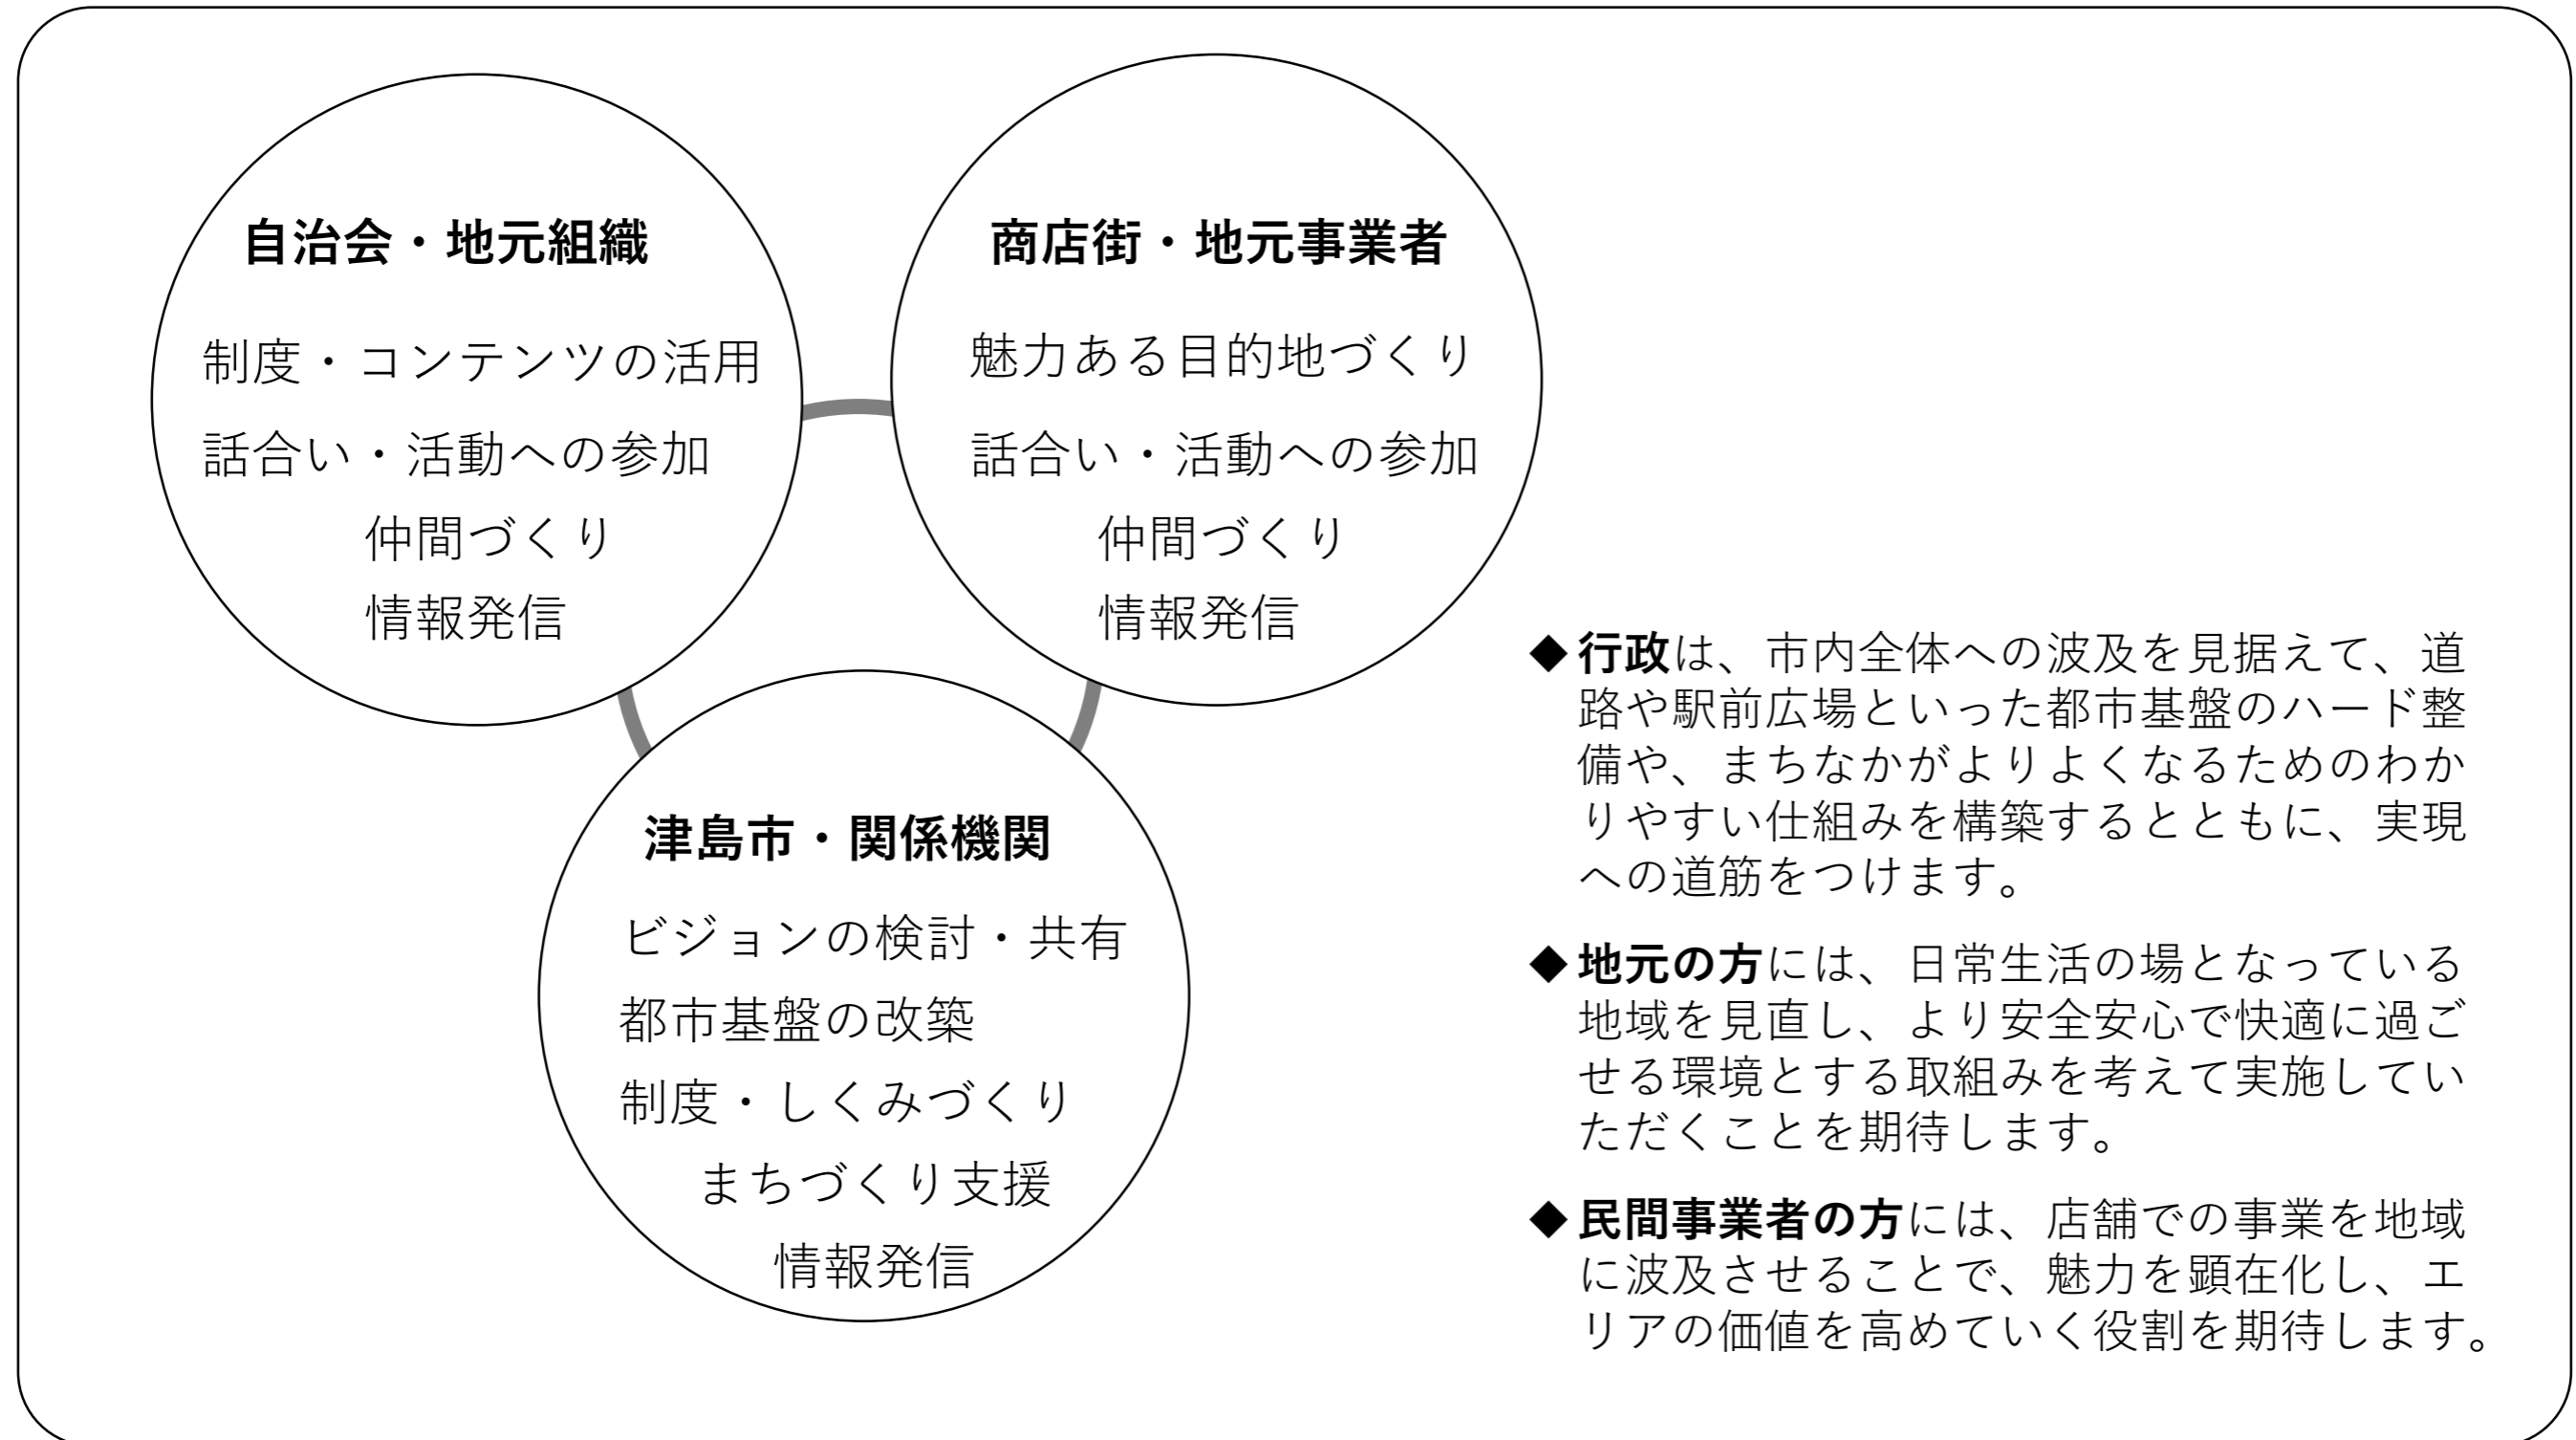 自治会・地元組織
制度・コンテンツの活用
話合い・活動への参加
仲間づくり
情報発信
商店街・地元事業者
魅力ある目的地づくり
話合い・活動への参加
仲間づくり
情報発信
津島市・関係機関
ビジョンの検討・共有
都市基盤の改築
制度・しくみづくり
まちづくり支援
情報発信
◆行政は、市内全体への波及を見据えて、道
路や駅前広場といった都市基盤のハード整
備や、まちなかがよりよくなるためのわか
りやすい仕組みを構築するとともに、実現
への道筋をつけます。
◆地元の方には、日常生活の場となっている
地域を見直し、より安全安心で快適に過ご
せる環境とする取組みを考えて実施してい
ただくことを期待します。
◆民間事業者の方には、店舗での事業を地域
に波及させることで、魅力を顕在化し、エ
リアの価値を高めていく役割を期待します。